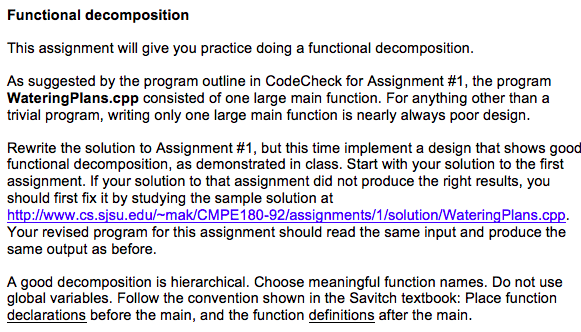 Functional decomposition
This assignment will give you practice doing a functional decomposition.
As suggested by the program outline in CodeCheck for Assignment #1, the program
WateringPlans.cpp consisted of one large main function. For anything other than a
trivial program, writing only one large main function is nearly always poor design.
Rewrite the solution to Assignment #1, but this time implement a design that shows good
functional decomposition, as demonstrated in class. Start with your solution to the first
assignment. If your solution to that assignment did not produce the right results, you
should first fix it by studying the sample solution at
http://www.cs.sjsu.edu/~mak/CMPE180-92/assignments/1/solution/WateringPlans.cpp.
Your revised program for this assignment should read the same input and produce the
same output as before.
A good decomposition is hierarchical. Choose meaningful function names. Do not use
global variables. Follow the convention shown in the Savitch textbook: Place function
declarations before the main, and the function definitions after the main.